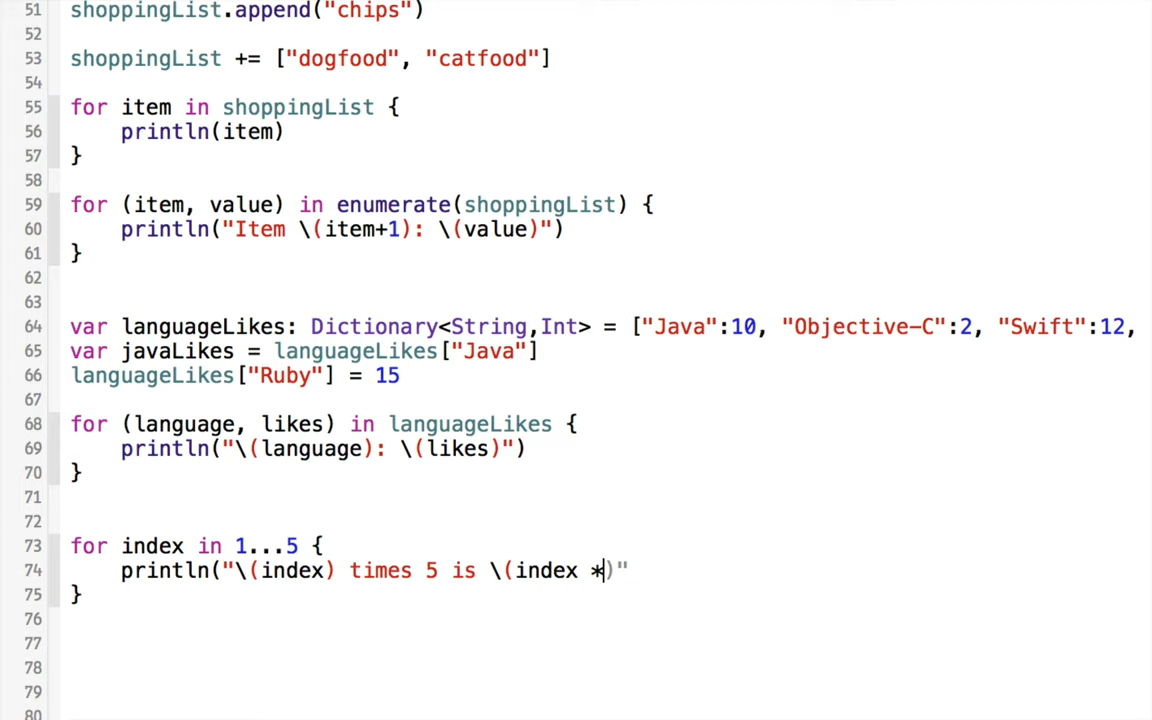 51 shoppingList.append("chips")
52
53 shoppingList += ["dogfood", "catfood"]
54
55 for item in shoppingList {
56     println(item)
57 }
58
59 for (item, value) in enumerate(shoppingList) {
60     println("Item \(item+1): \(value)")
61 }
62
63
64 var languageLikes: Dictionary<String,Int> = ["Java":10, "Objective-C":2, "Swift":12,
65 var javaLikes = languageLikes["Java"]
66 languageLikes["Ruby"] = 15
67
68 for (language, likes) in languageLikes {
69     println("\(language): \(likes)")
70 }
71
72
73 for index in 1...5 {
74     println("\(index) times 5 is \(index *)"
75 }
76
77
78
79
80